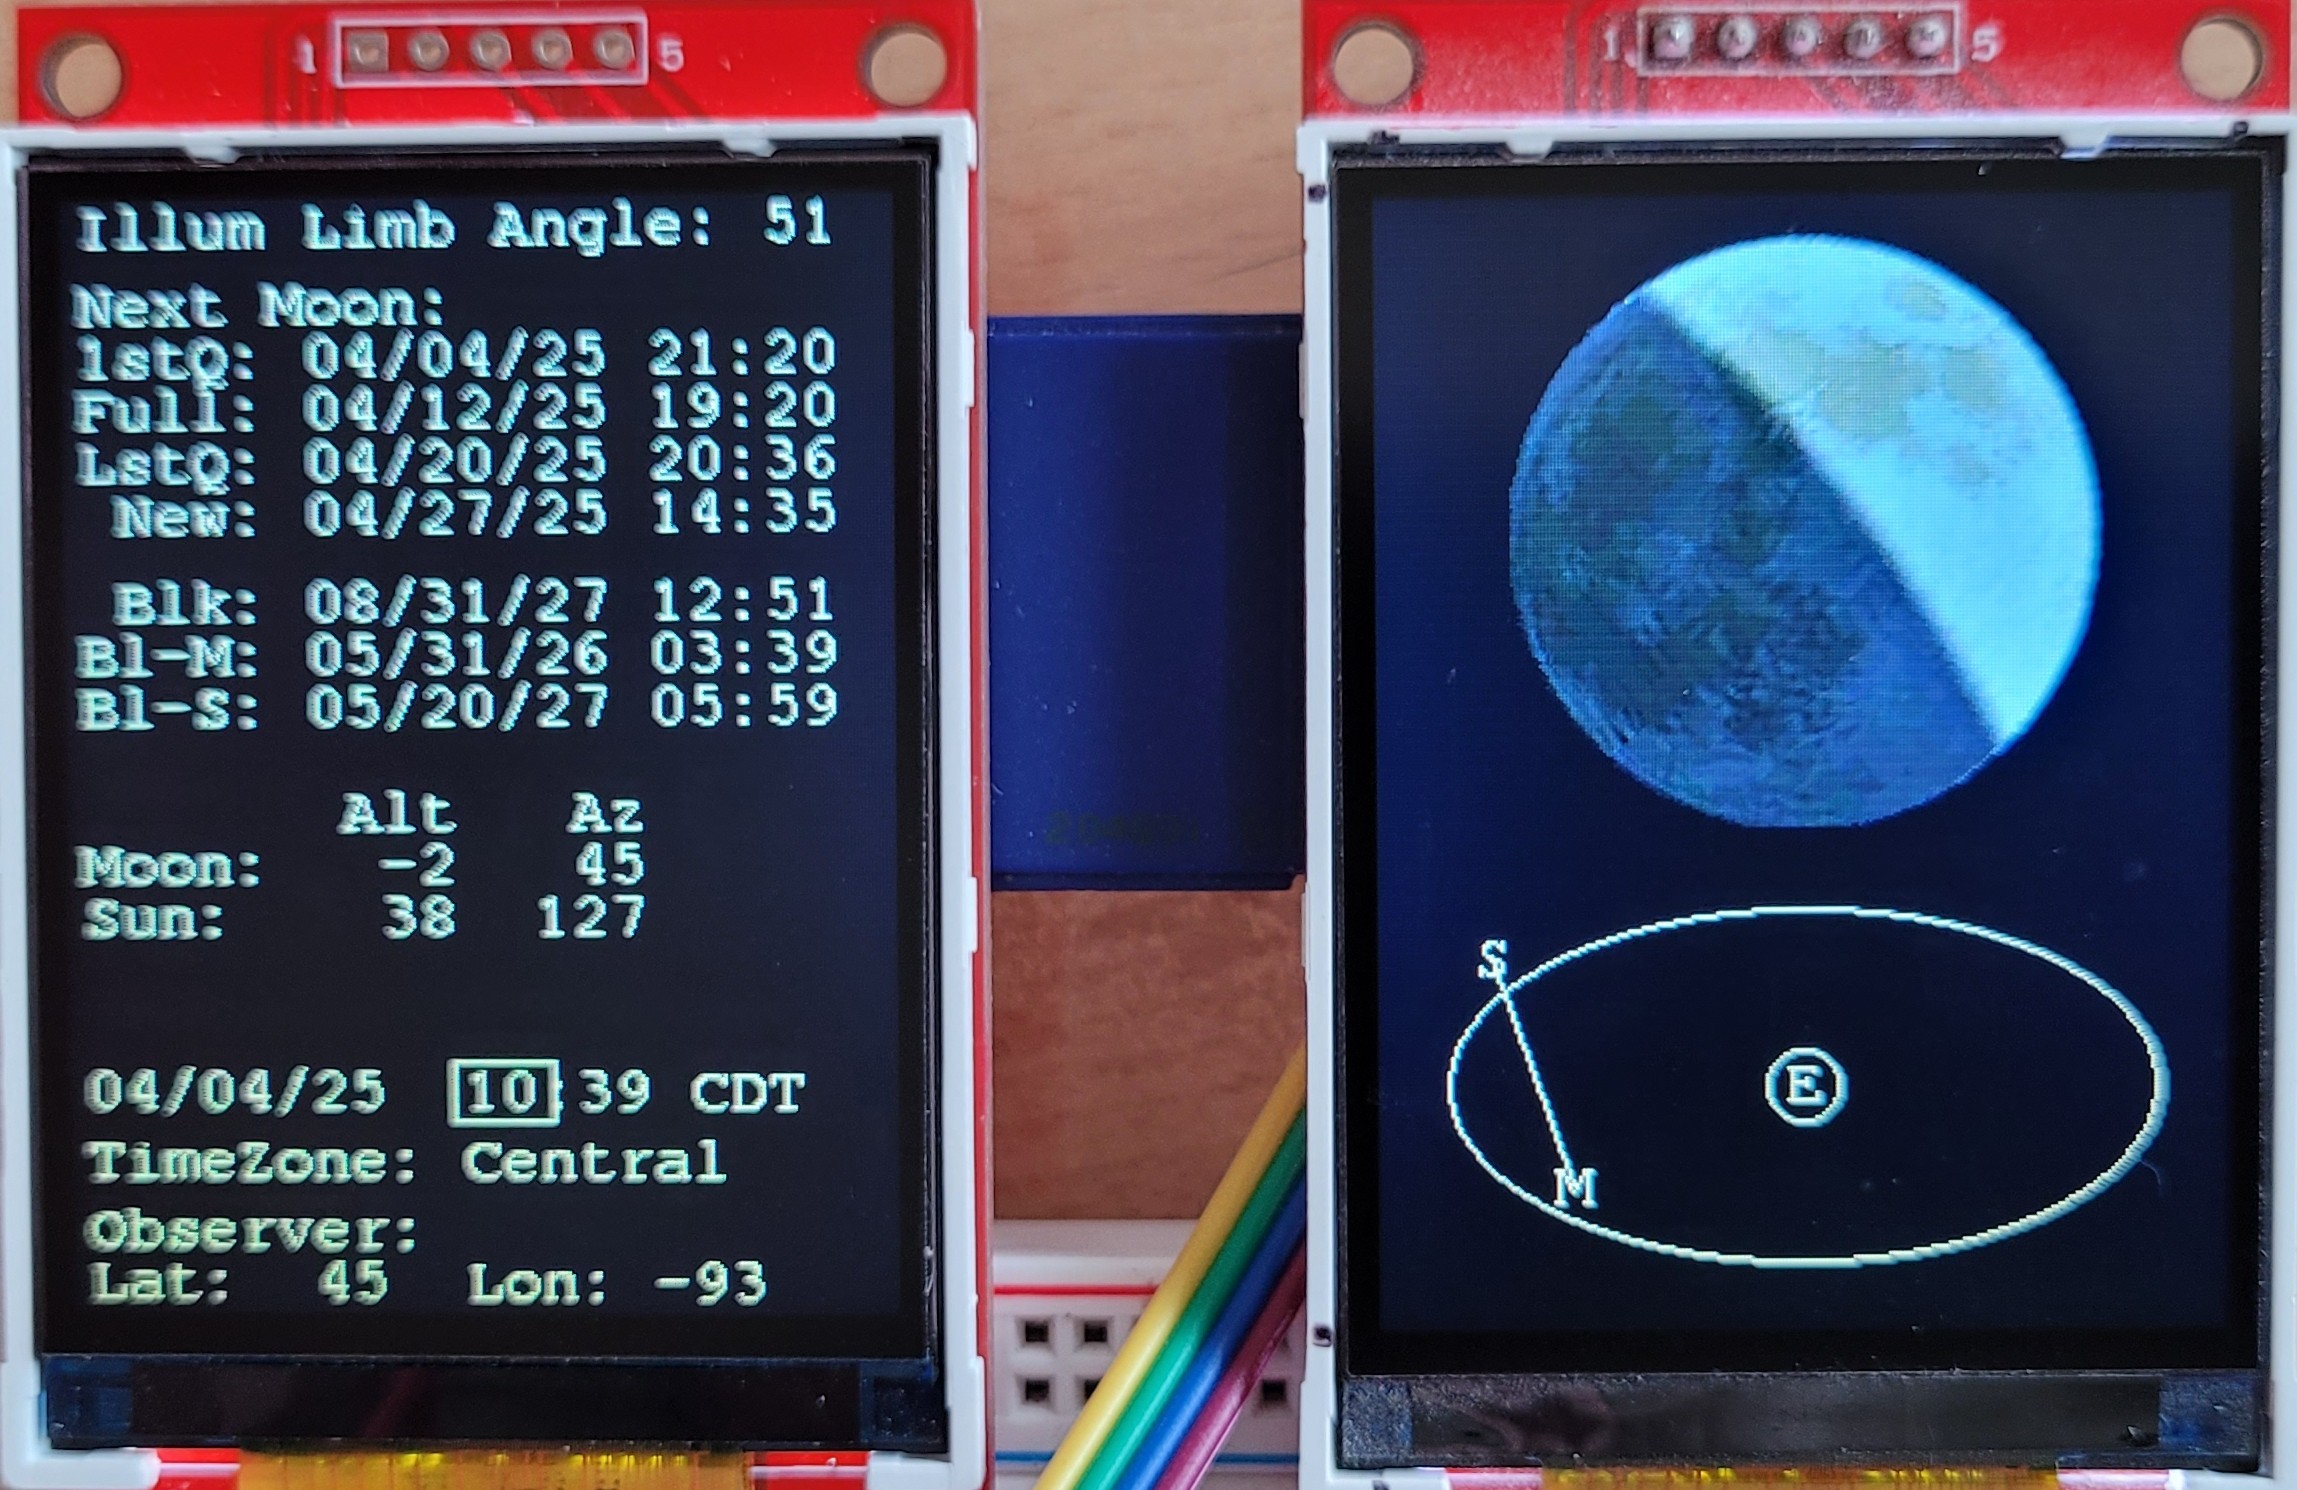 1 5
Illum Limb Angle: 51
Next Moon:
1stQ: 04/04/25 21:20
Full: 04/12/25 19:20
LstQ: 04/20/25 20:36
New: 04/27/25 14:35
Blk: 08/31/27 12:51
Bl-M: 05/31/26 03:39
Bl-S: 05/20/27 05:59
Alt Az
Moon: -2 45
Sun: 38 127
04/04/25 10:39 CDT
TimeZone: Central
Observer:
Lat: 45 Lon: -93
1 5
S
E
M